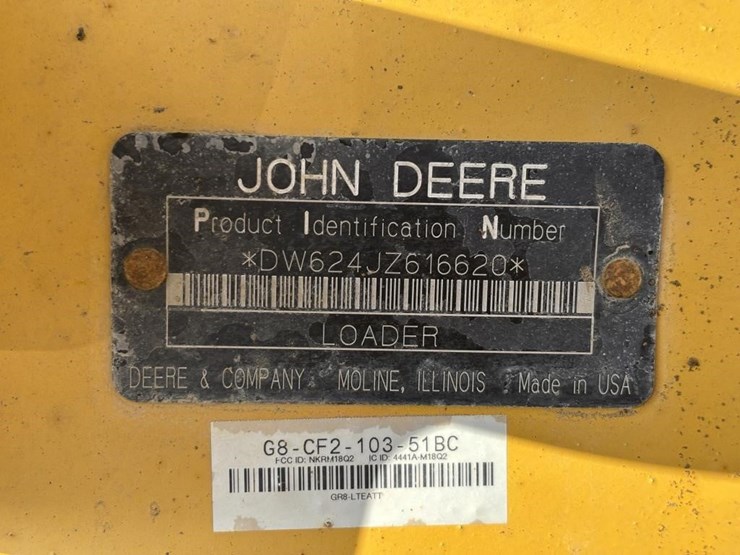 JOHN DEERE
Product Identification Number
*DW624JZ616620*
LOADER
DEERE & COMPANY MOLINE, ILLINOIS Made in USA
G8-CF2-103-51BC
FCC ID: NKRM18Q2 IC ID: 4441A-M18Q2
GR8-LTEATT